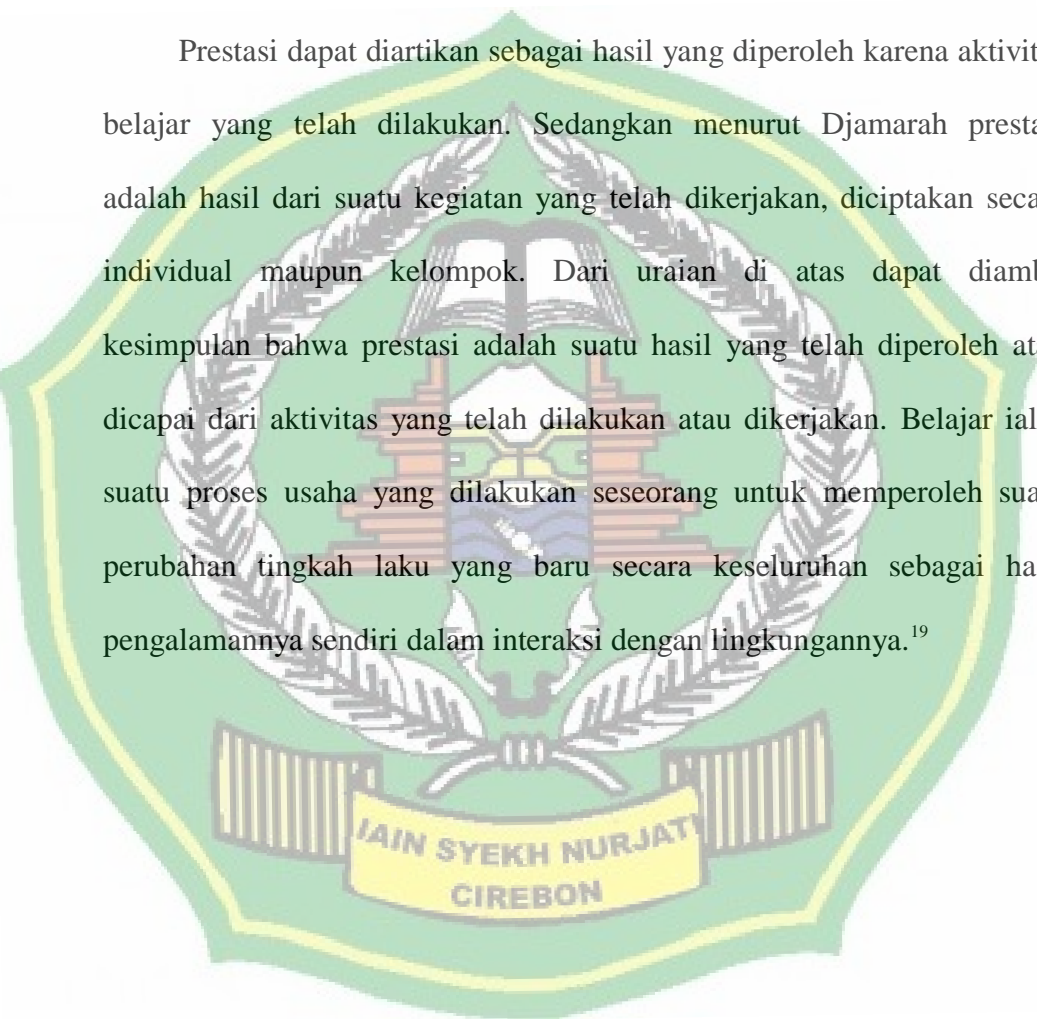 Prestasi dapat diartikan sebagai hasil yang diperoleh karena aktivit
belajar yang telah dilakukan. Sedangkan menurut Djamarah presta
adalah hasil dari suatu kegiatan yang telah dikerjakan, diciptakan seca
individual maupun kelompok. Dari uraian di atas dapat diamb
kesimpulan bahwa prestasi adalah suatu hasil yang telah diperoleh at
dicapai dari aktivitas yang telah dilakukan atau dikerjakan. Belajar ial
suatu proses usaha yang dilakukan seseorang untuk memperoleh sua
perubahan tingkah laku yang baru secara keseluruhan sebagai ha
pengalamannya sendiri dalam interaksi dengan lingkungannya.19
IAIN SYEKH NURJATI
CIREBON